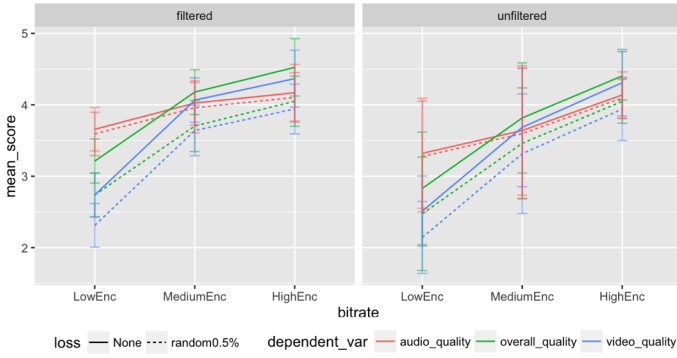 filtered unfiltered
5
4
3
2
mean_score
LowEnc MediumEnc HighEnc LowEnc MediumEnc HighEnc
bitrate
loss None random0.5% dependent_var audio_quality overall_quality video_quality